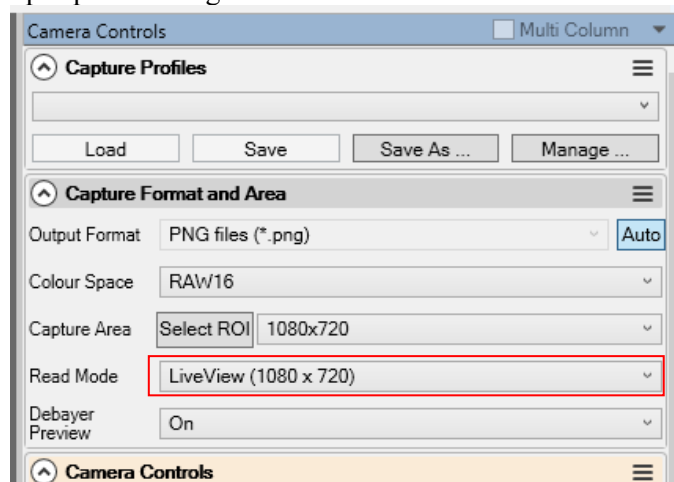 Camera Controls Multi Column
Capture Profiles
Load Save Save As ... Manage ...
Capture Format and Area
Output Format PNG files (*.png) Auto
Colour Space RAW16
Capture Area Select ROI 1080x720
Read Mode LiveView (1080 x 720)
Debayer
Preview
On
Camera Controls